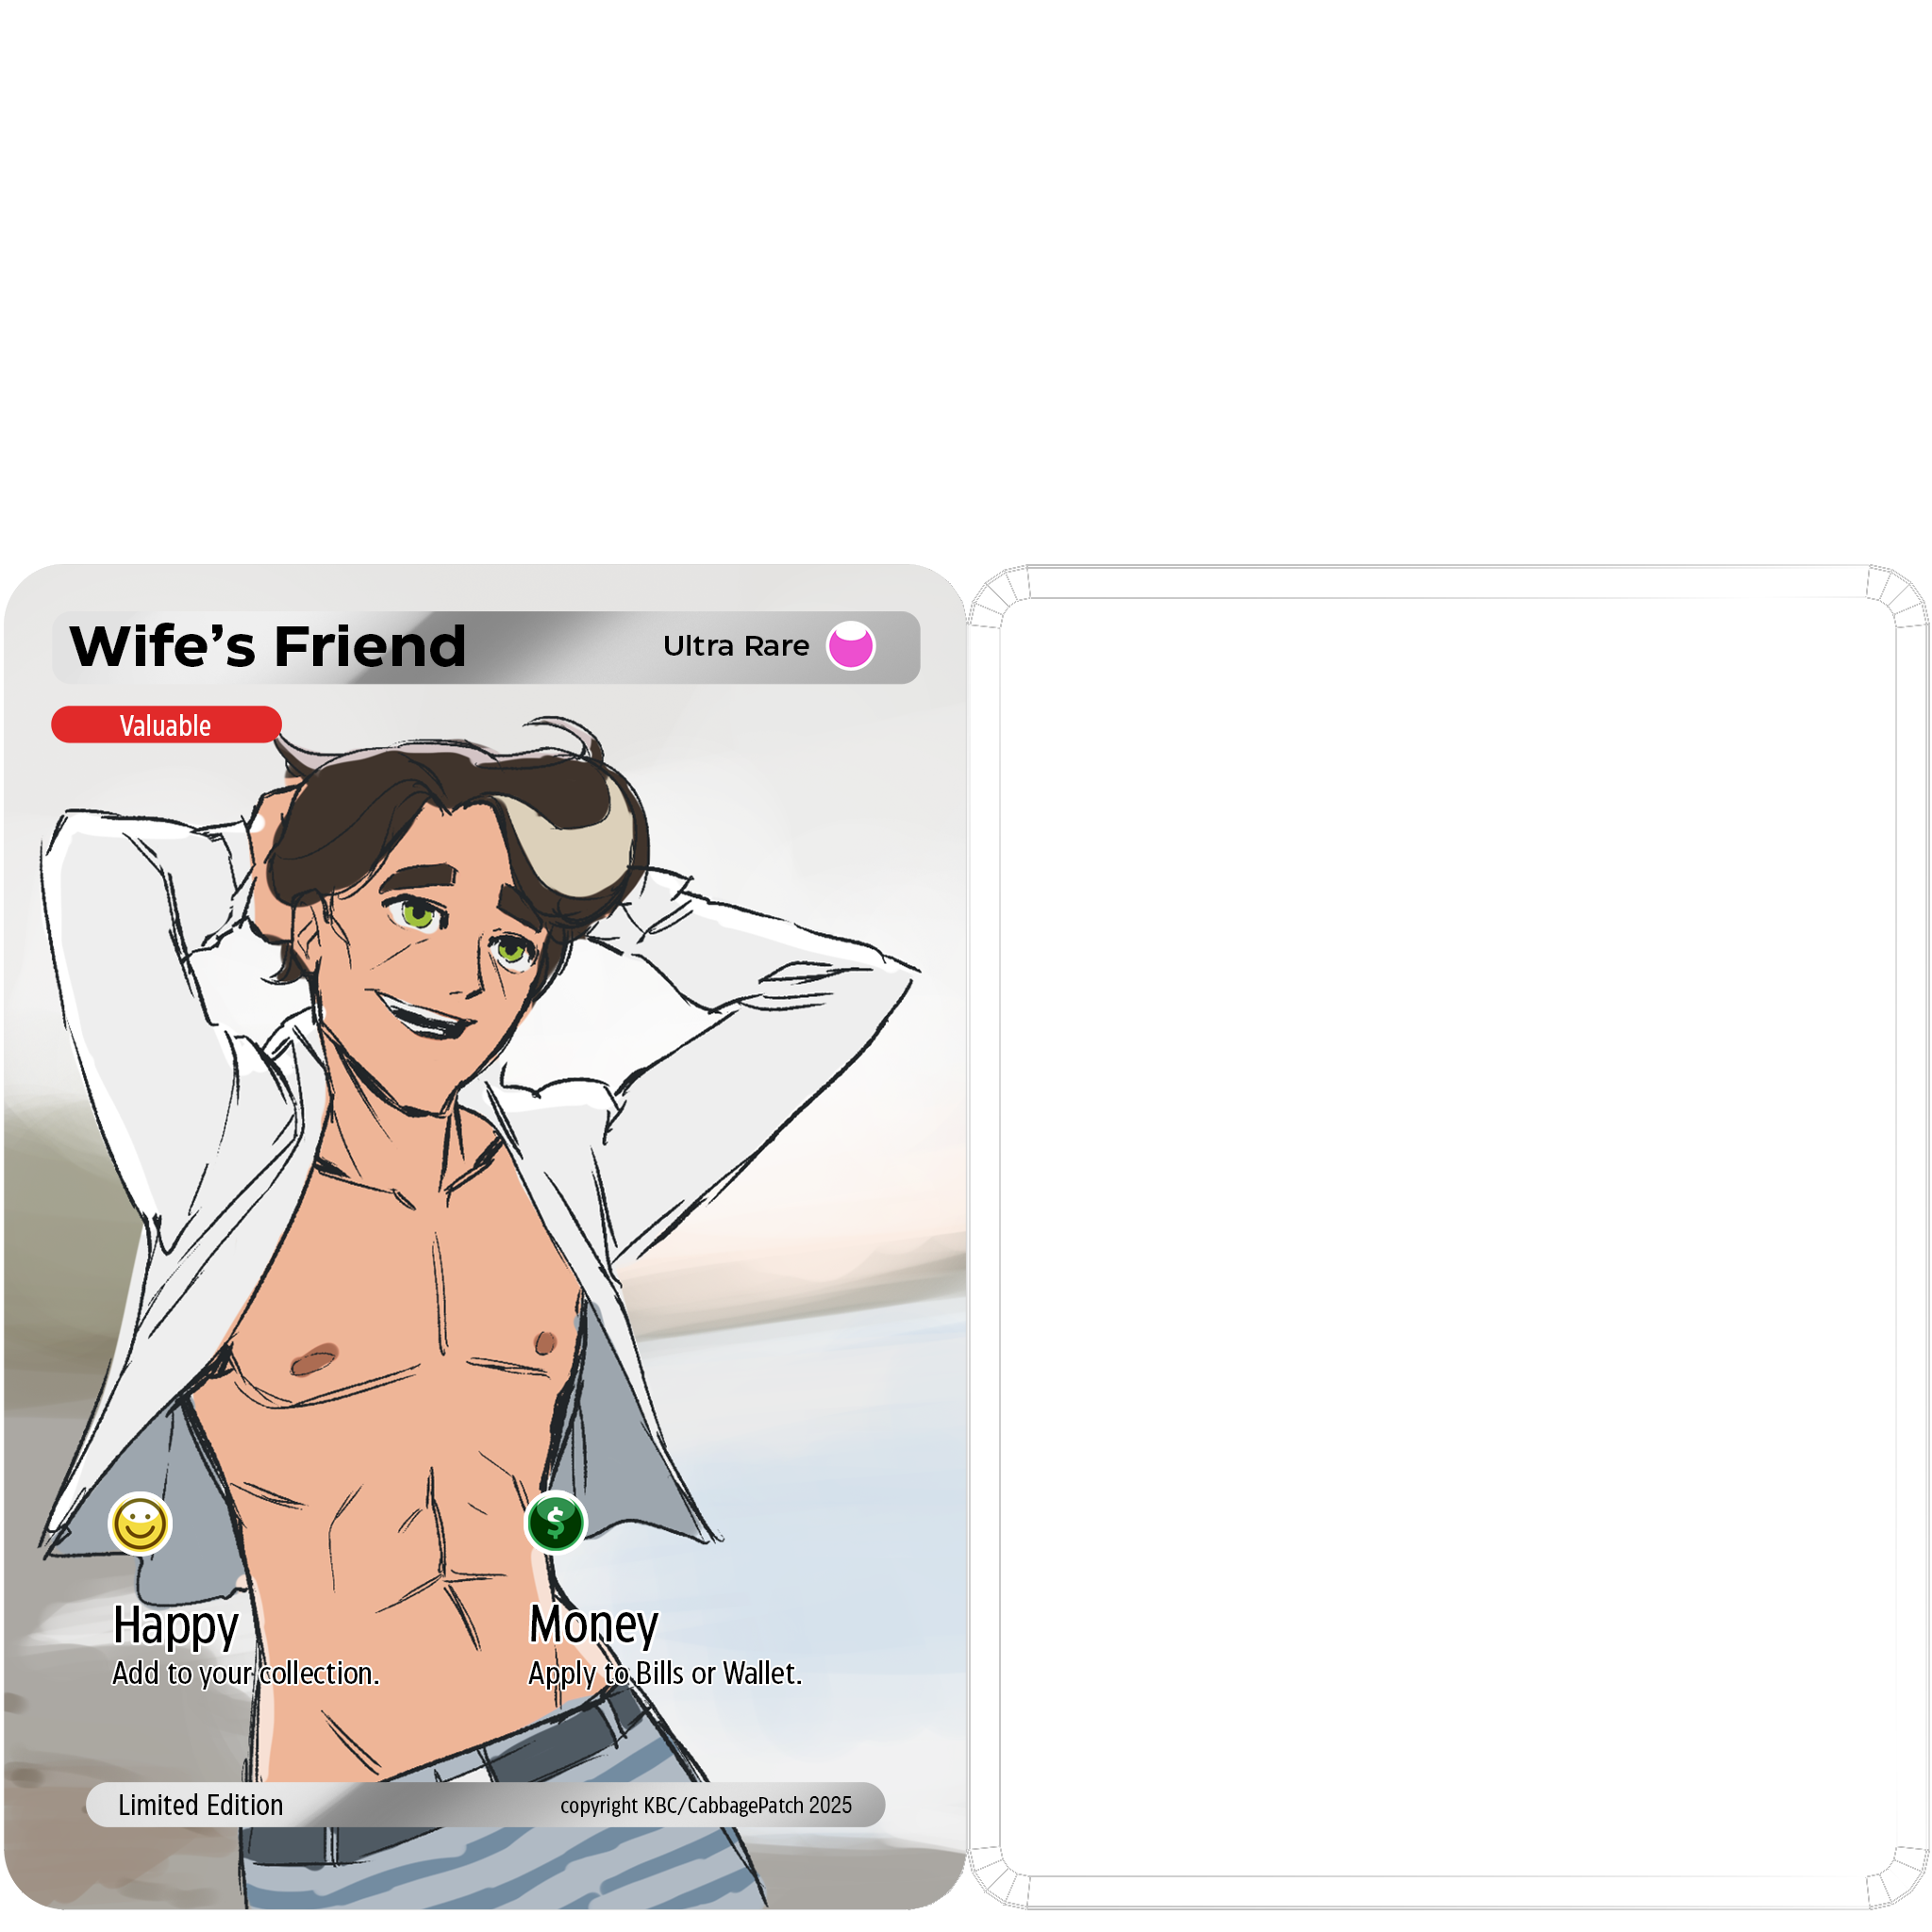 Wife’s Friend
Ultra Rare
Valuable
$
Happy
Add to your collection.
Money
Apply to Bills or Wallet.
Limited Edition
copyright KBC/CabbagePatch 2025